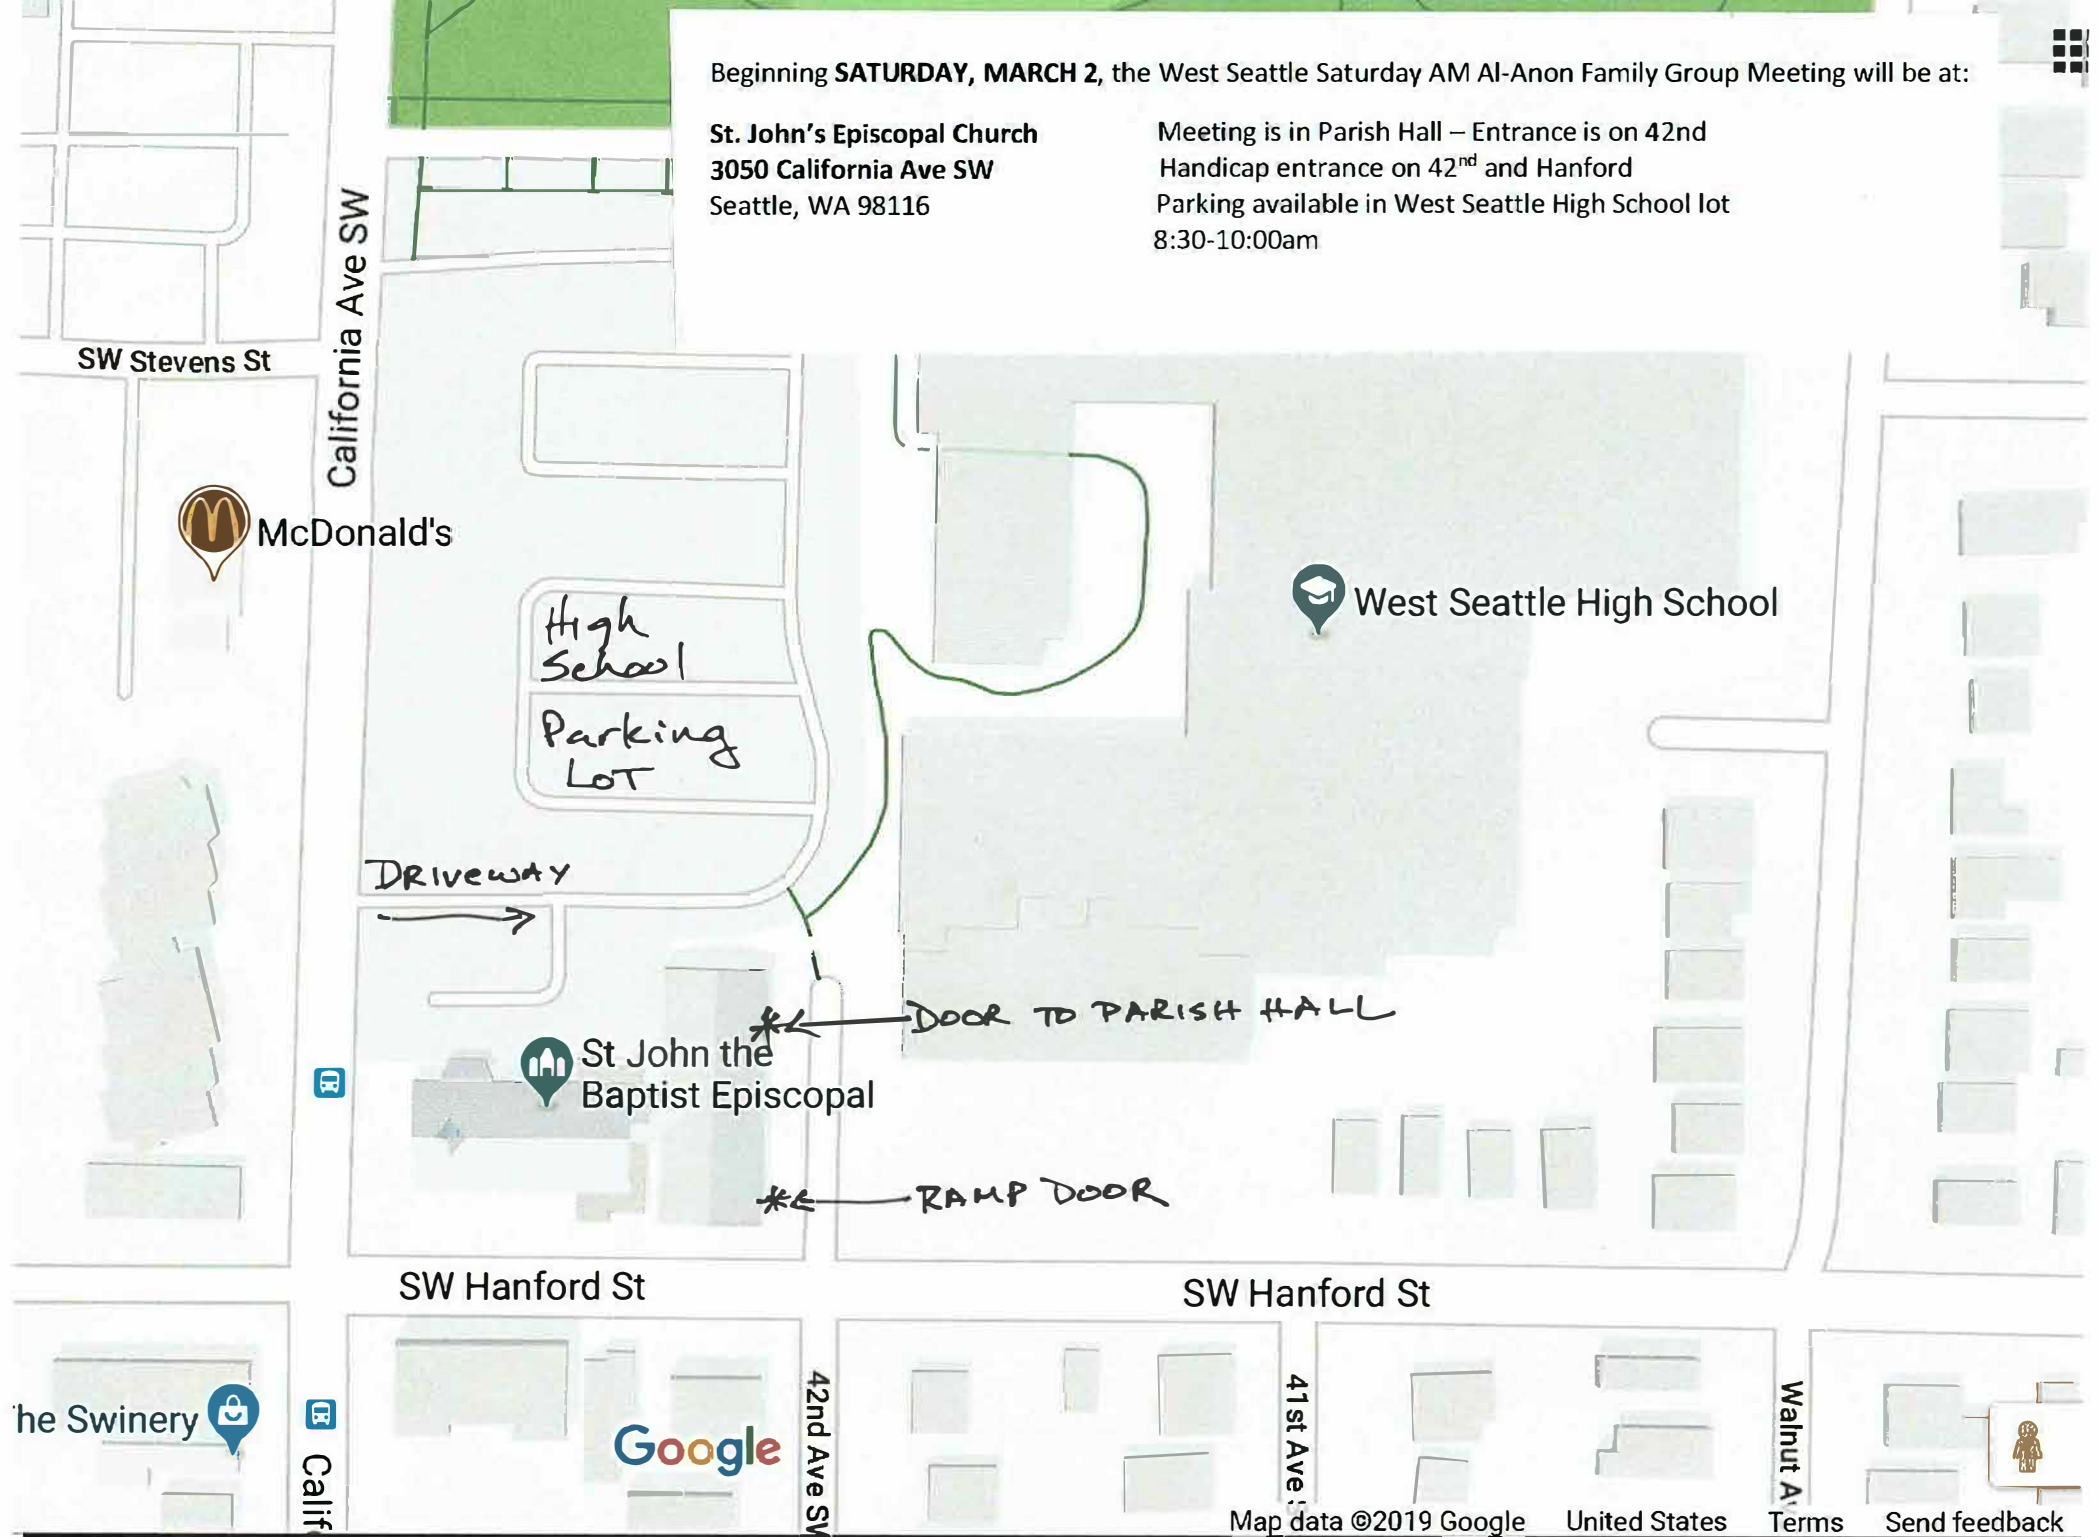 Beginning SATURDAY, MARCH 2, the West Seattle Saturday AM Al-Anon Family Group Meeting will be at:
St. John's Episcopal Church
3050 California Ave SW
Seattle, WA 98116
Meeting is in Parish Hall – Entrance is on 42nd
Handicap entrance on 42nd and Hanford
Parking available in West Seattle High School lot
8:30-10:00am
California Ave SW
SW Stevens St
McDonald's
High
School
Parking
LOT
West Seattle High School
DRIVEWAY
DOOR TO PARISH HALL
St John the
Baptist Episcopal
RAMP DOOR
SW Hanford St
SW Hanford St
he Swinery
Calif
Google
42nd Ave SW
41st Ave S
Walnut Av
Map data ©2019 Google
United States
Terms
Send feedback